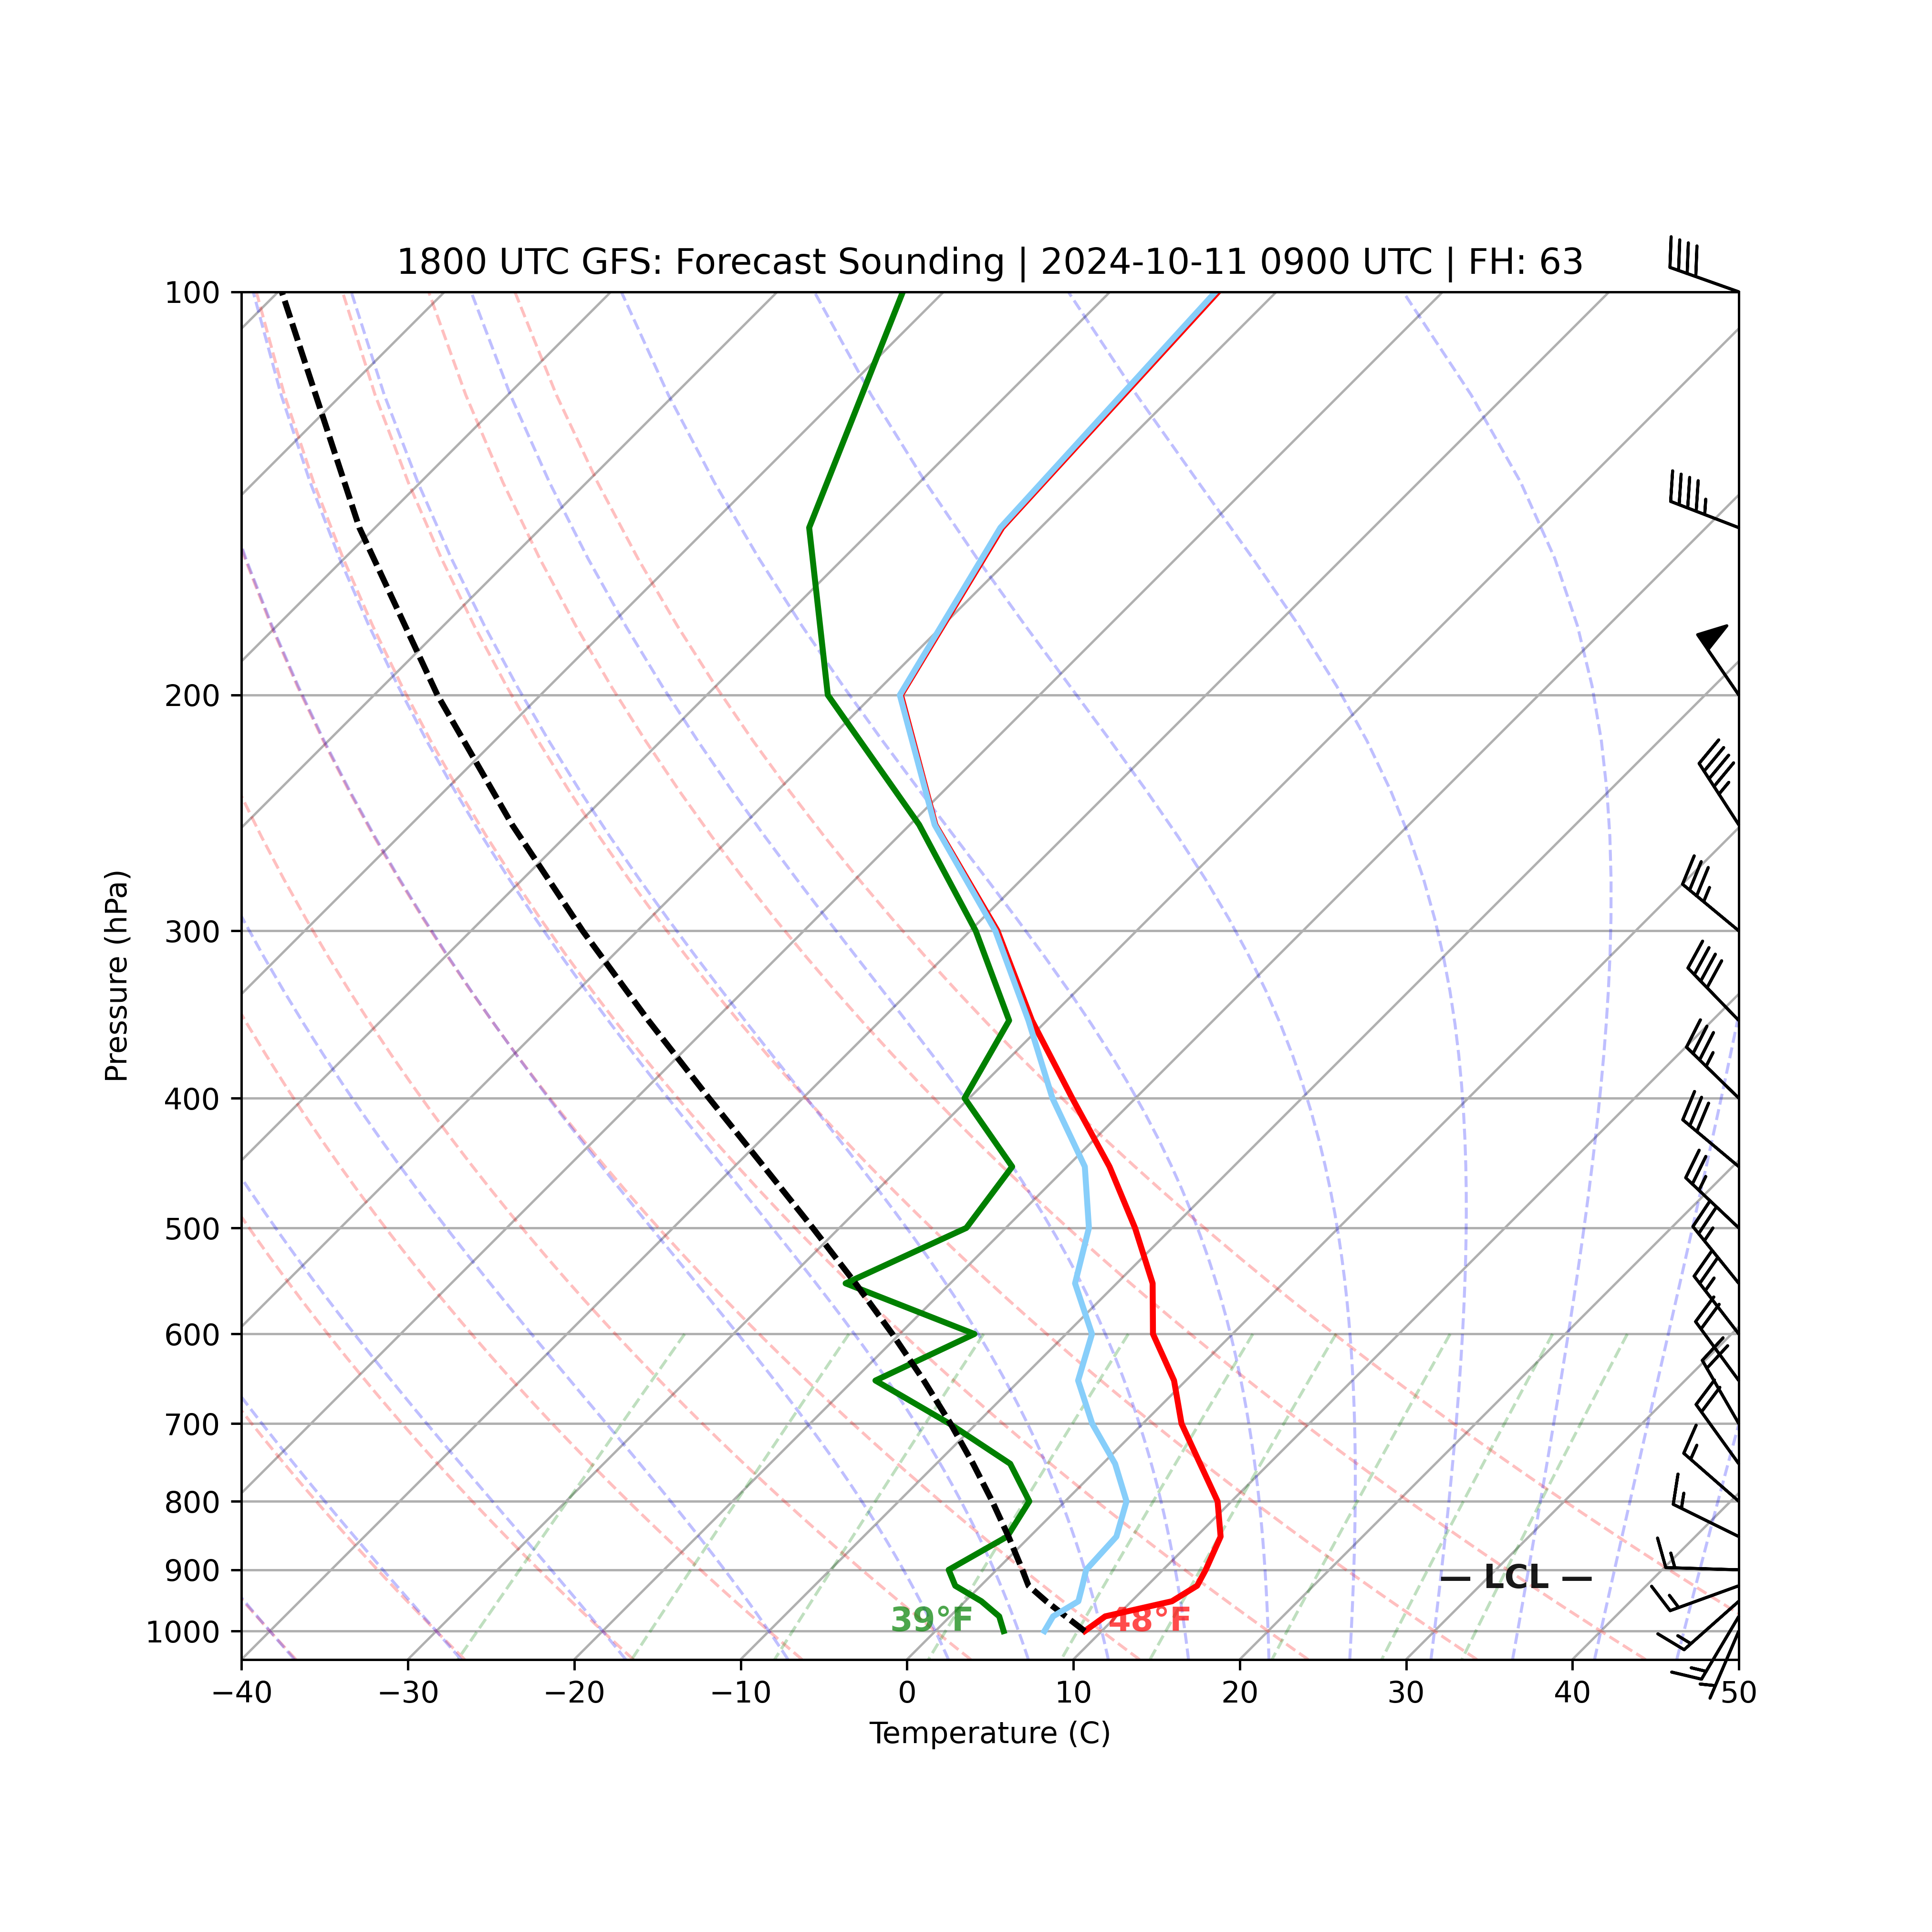 1800 UTC GFS: Forecast Sounding | 2024-10-11 0900 UTC | FH: 63
100
200
300
400
500
600
700
800
900
1000
Pressure (hPa)
— LCL —
39°F
48°F
−40 −30 −20 −10 0 10 20 30 40 50
Temperature (C)